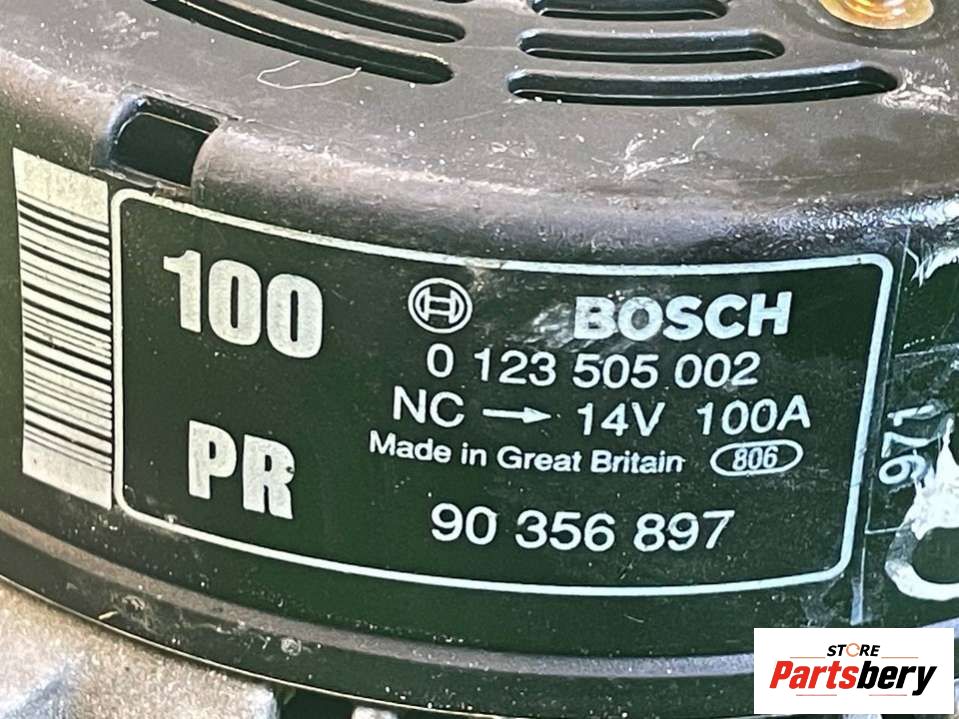 100
BOSCH
0 123 505 002
NC → 14V 100A
Made in Great Britain 806
PR
90 356 897
971
STORE
Partsbery